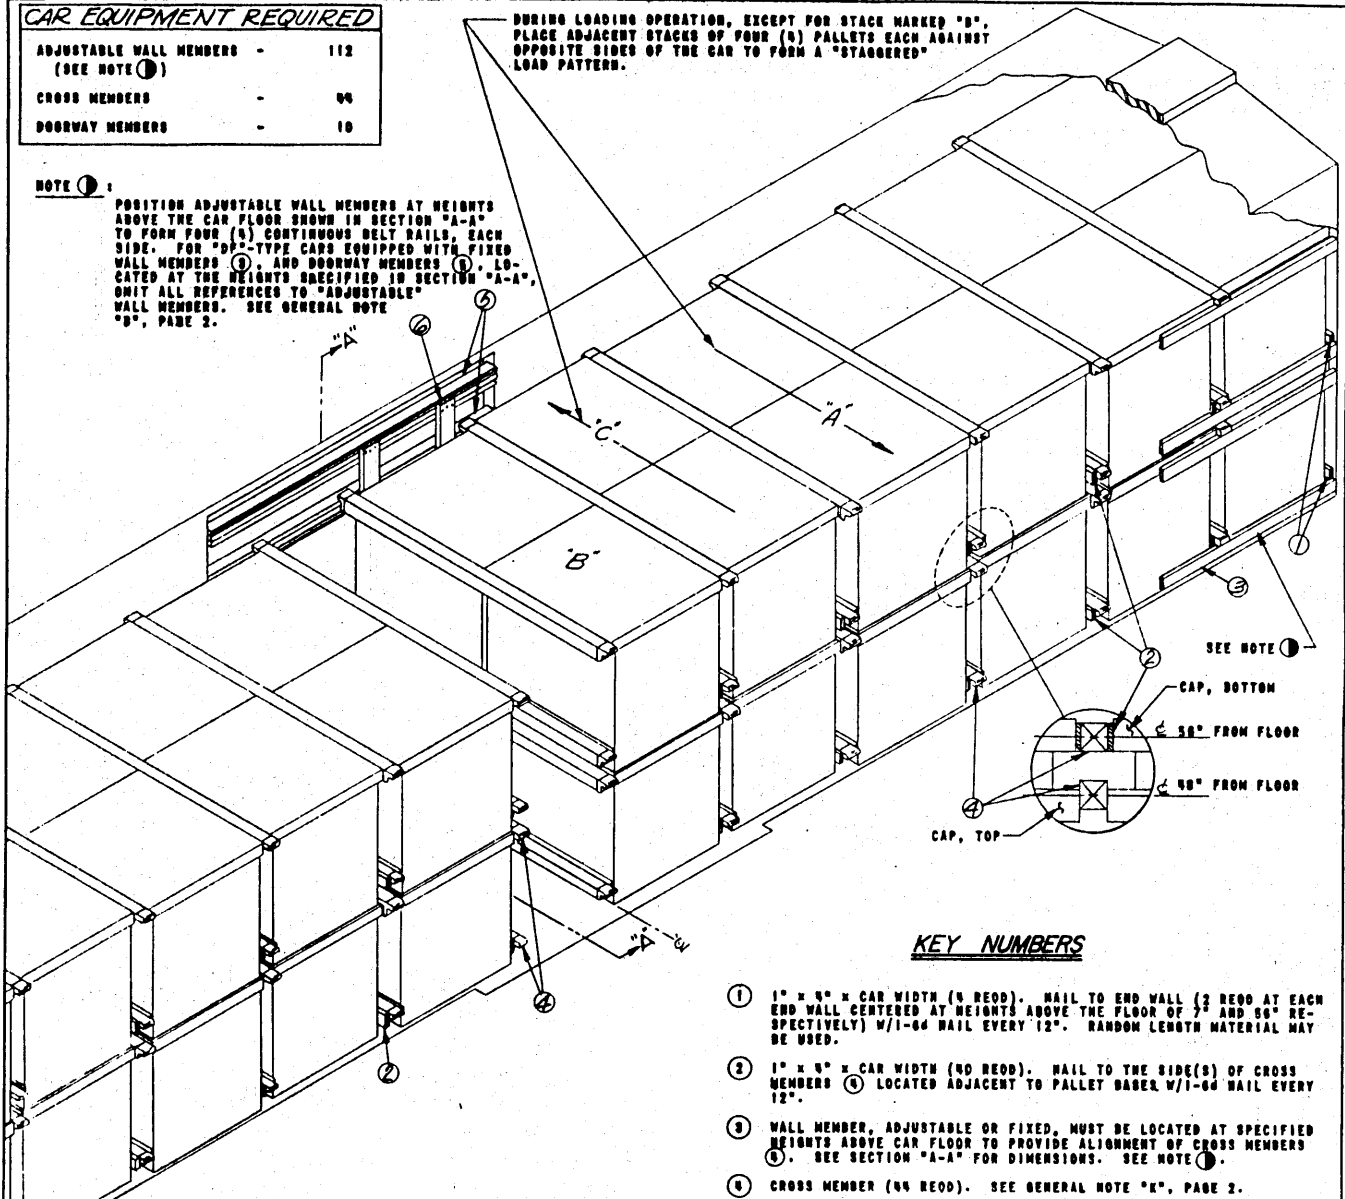 CAR EQUIPMENT REQUIRED
ADJUSTABLE WALL MEMBERS - 112
(SEE NOTE ◑)
CROSS MEMBERS - 44
DOORWAY MEMBERS - 10
DURING LOADING OPERATION, EXCEPT FOR STACK MARKED "B",
PLACE ADJACENT STACKS OF FOUR (4) PALLETS EACH AGAINST
OPPOSITE SIDES OF THE CAR TO FORM A "STAGGERED"
LOAD PATTERN.
NOTE ◑ :
POSITION ADJUSTABLE WALL MEMBERS AT HEIGHTS
ABOVE THE CAR FLOOR SHOWN IN SECTION "A-A"
TO FORM FOUR (4) CONTINUOUS BELT RAILS, EACH
SIDE. FOR "DF"-TYPE CARS EQUIPPED WITH FIXED
WALL MEMBERS ③, AND DOORWAY MEMBERS ⑤, LO-
CATED AT THE HEIGHTS SPECIFIED IN SECTION "A-A",
OMIT ALL REFERENCES TO "ADJUSTABLE"
WALL MEMBERS. SEE GENERAL NOTE
"D", PAGE 2.
"A"
⑥
⑤
"C"
"A"
"B"
①
③
SEE NOTE ◑
②
CAP, BOTTOM
℄ 58" FROM FLOOR
℄ 48" FROM FLOOR
④
CAP, TOP
"A"
℄
④
②
KEY NUMBERS
① 1" x 4" x CAR WIDTH (4 REQD). NAIL TO END WALL (2 REQD AT EACH
END WALL CENTERED AT HEIGHTS ABOVE THE FLOOR OF 7" AND 56" RE-
SPECTIVELY) W/1-6d NAIL EVERY 12". RANDOM LENGTH MATERIAL MAY
BE USED.
② 1" x 4" x CAR WIDTH (40 REQD). NAIL TO THE SIDE(S) OF CROSS
MEMBERS ④ LOCATED ADJACENT TO PALLET BASES W/1-6d NAIL EVERY
12".
③ WALL MEMBER, ADJUSTABLE OR FIXED, MUST BE LOCATED AT SPECIFIED
HEIGHTS ABOVE CAR FLOOR TO PROVIDE ALIGNMENT OF CROSS MEMBERS
④. SEE SECTION "A-A" FOR DIMENSIONS. SEE NOTE ◑.
④ CROSS MEMBER (44 REQD). SEE GENERAL NOTE "K", PAGE 2.